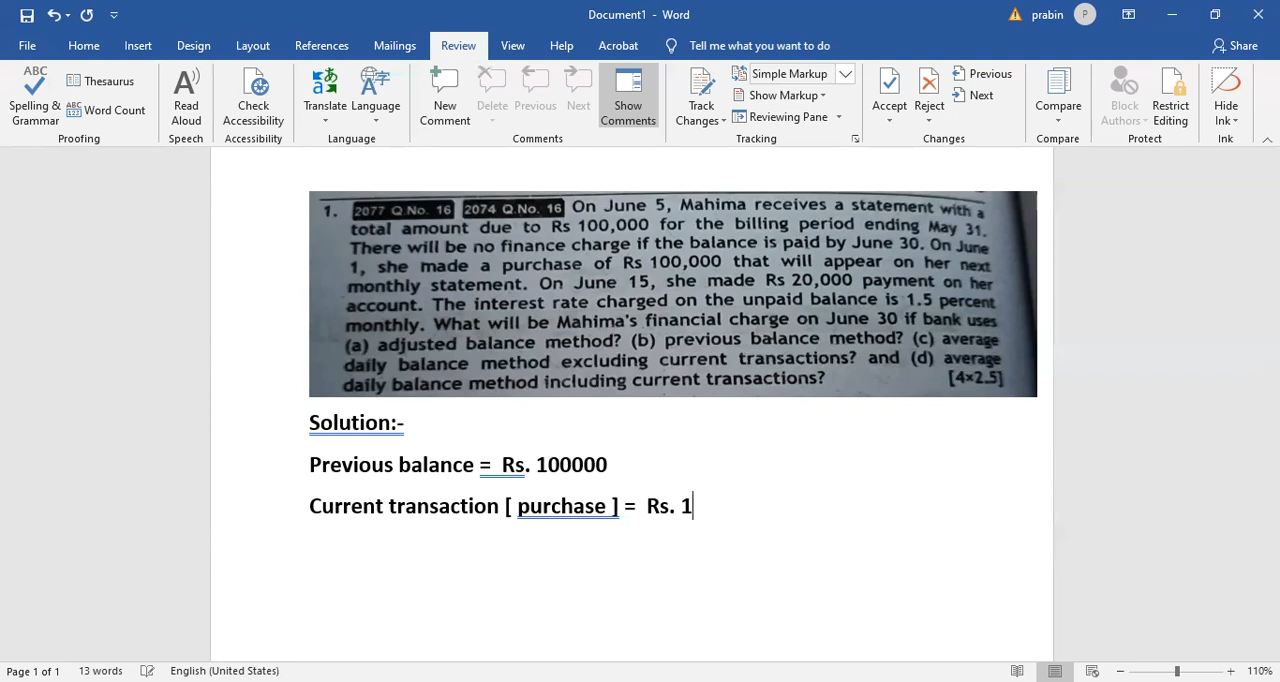 Document1 - Word
prabin
P
File Home Insert Design Layout References Mailings Review View Help Acrobat Tell me what you want to do Share
ABC Spelling & Grammar
Thesaurus
ABC 123 Word Count
Proofing
A Read Aloud
Speech
Check Accessibility
Accessibility
Translate
Language
Language
New Comment
Delete
Previous
Next
Show Comments
Comments
Track Changes
Simple Markup
Show Markup
Reviewing Pane
Tracking
Accept
Reject
Previous
Next
Changes
Compare
Compare
Block Authors
Restrict Editing
Protect
Hide Ink
Ink
1. 2077 Q.No. 16 2074 Q.No. 16 On June 5, Mahima receives a statement with a
total amount due to Rs 100,000 for the billing period ending May 31.
There will be no finance charge if the balance is paid by June 30. On June
1, she made a purchase of Rs 100,000 that will appear on her next
monthly statement. On June 15, she made Rs 20,000 payment on her
account. The interest rate charged on the unpaid balance is 1.5 percent
monthly. What will be Mahima's financial charge on June 30 if bank uses
(a) adjusted balance method? (b) previous balance method? (c) average
daily balance method excluding current transactions? and (d) average
daily balance method including current transactions? [4×2.5]
Solution:-
Previous balance = Rs. 100000
Current transaction [ purchase ] = Rs. 1
Page 1 of 1 13 words English (United States) 110%